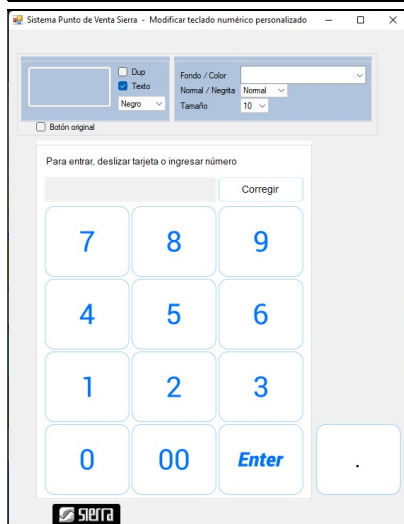 Sistema Punto de Venta Sierra - Modificar teclado numérico personalizado
Dup
Texto
Negro
Fondo / Color
Normal / Negrita Normal
Tamaño 10
Botón original
Para entrar, deslizar tarjeta o ingresar número
Corregir
7 8 9
4 5 6
1 2 3
0 00 Enter .
sierra